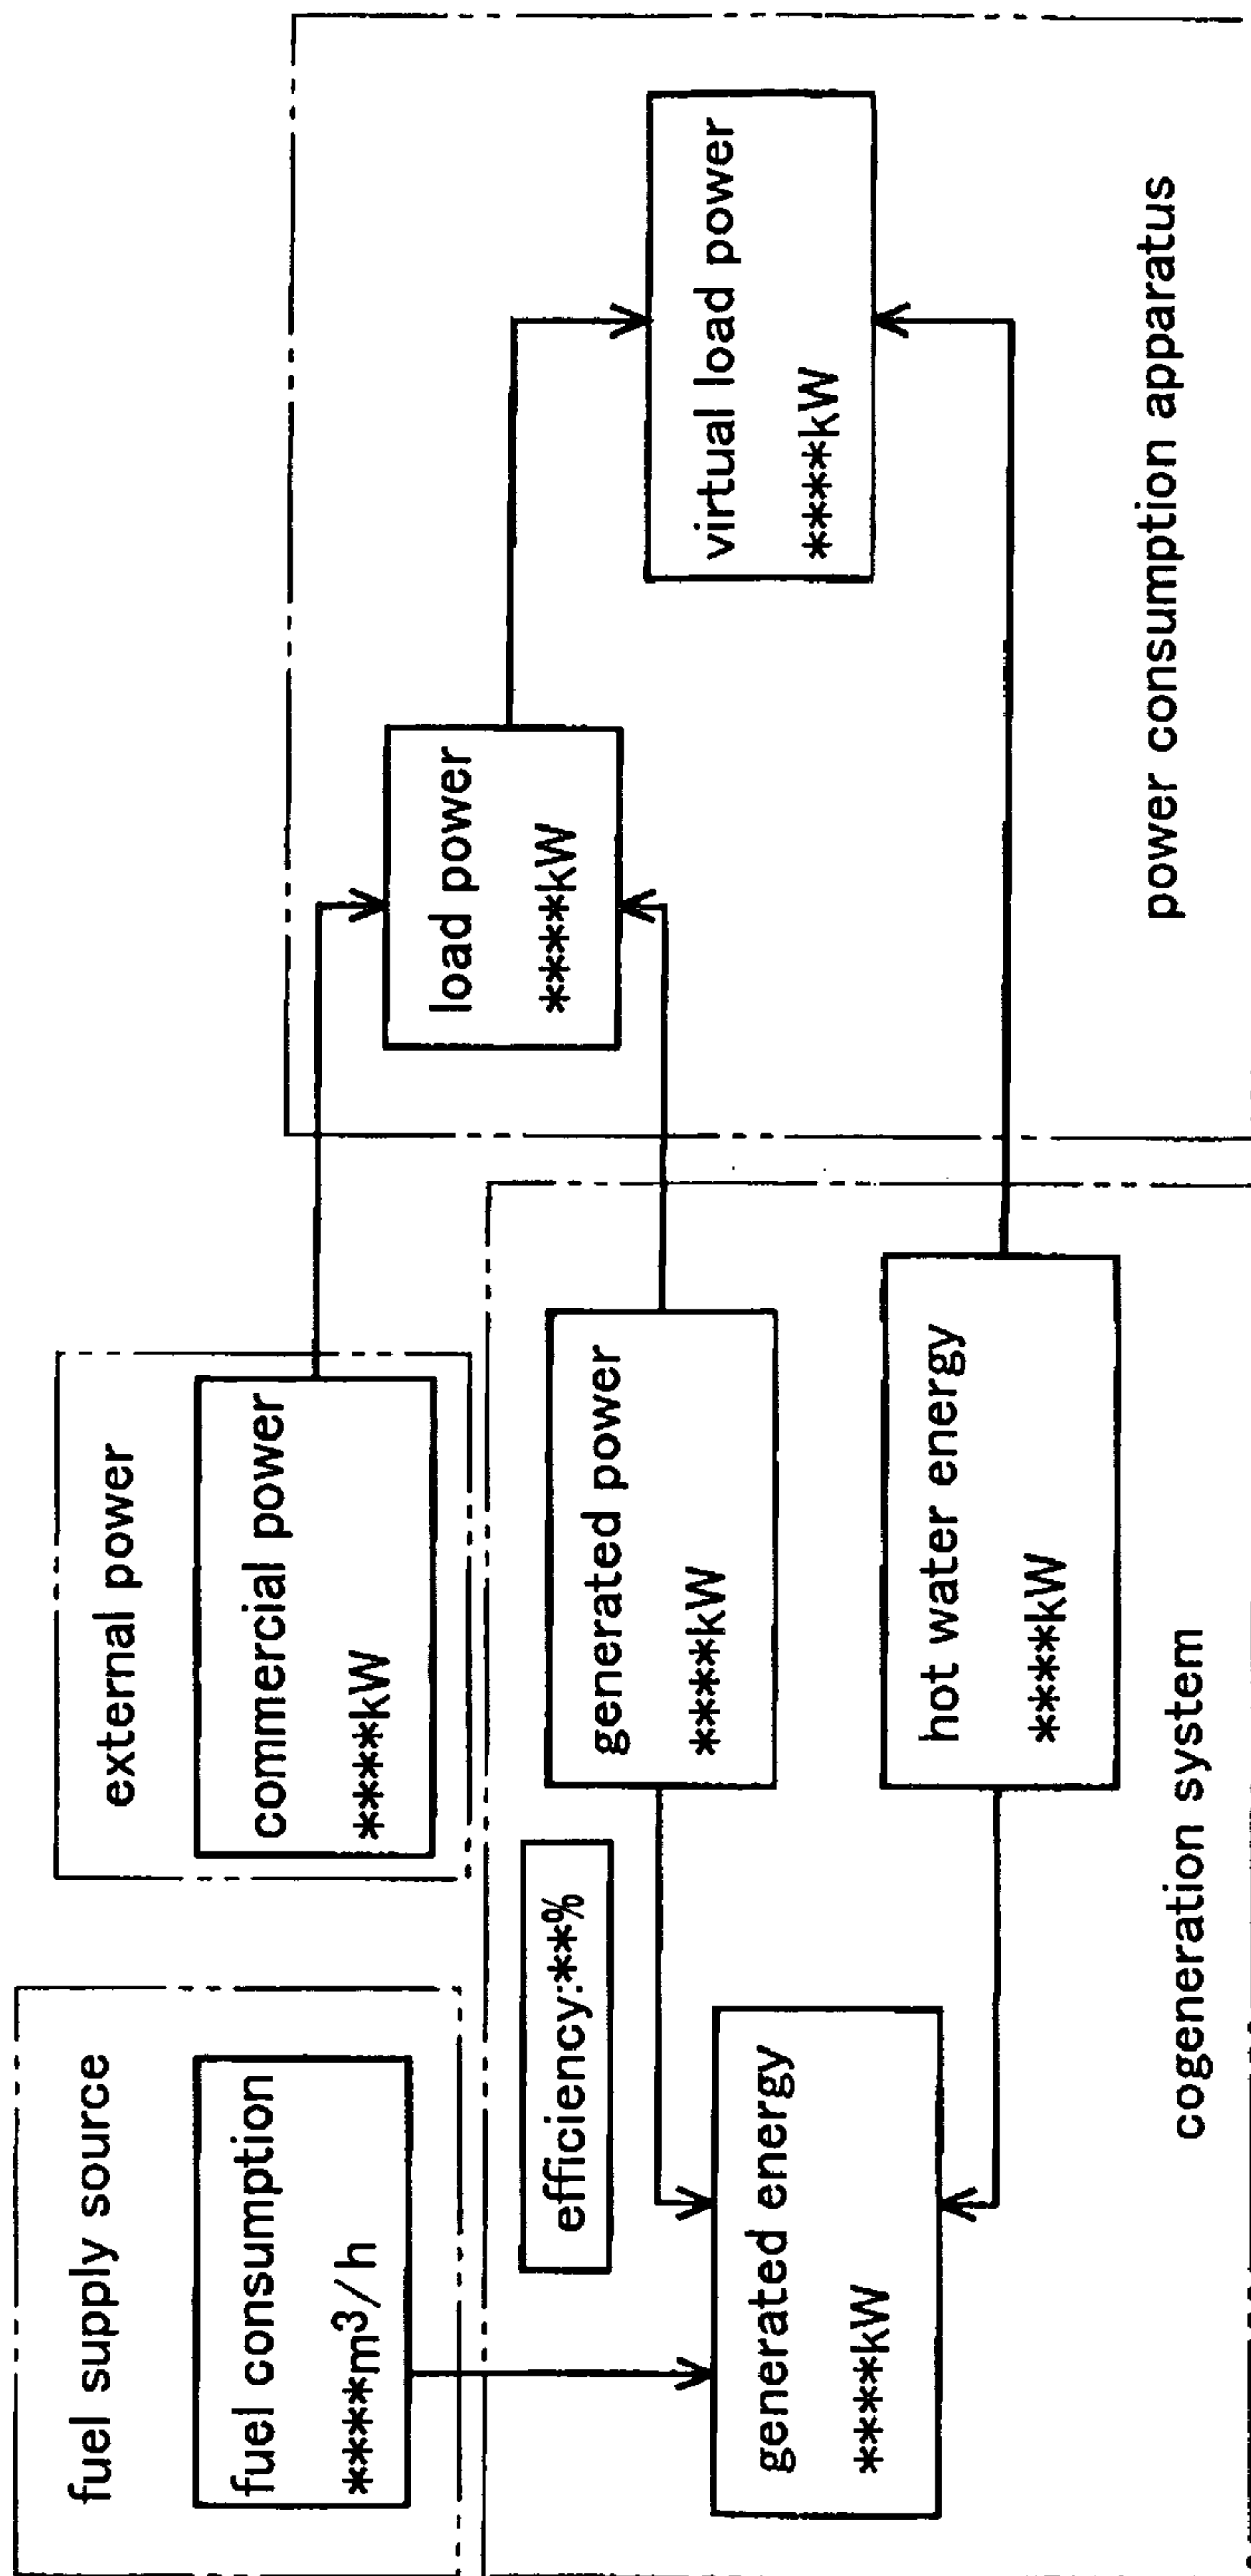 fuel supply source
fuel consumption
****m³/h
external power
commercial power
****kW
efficiency:**%
generated energy
****kW
generated power
****kW
hot water energy
****kW
cogeneration system
load power
****kW
virtual load power
****kW
power consumption apparatus